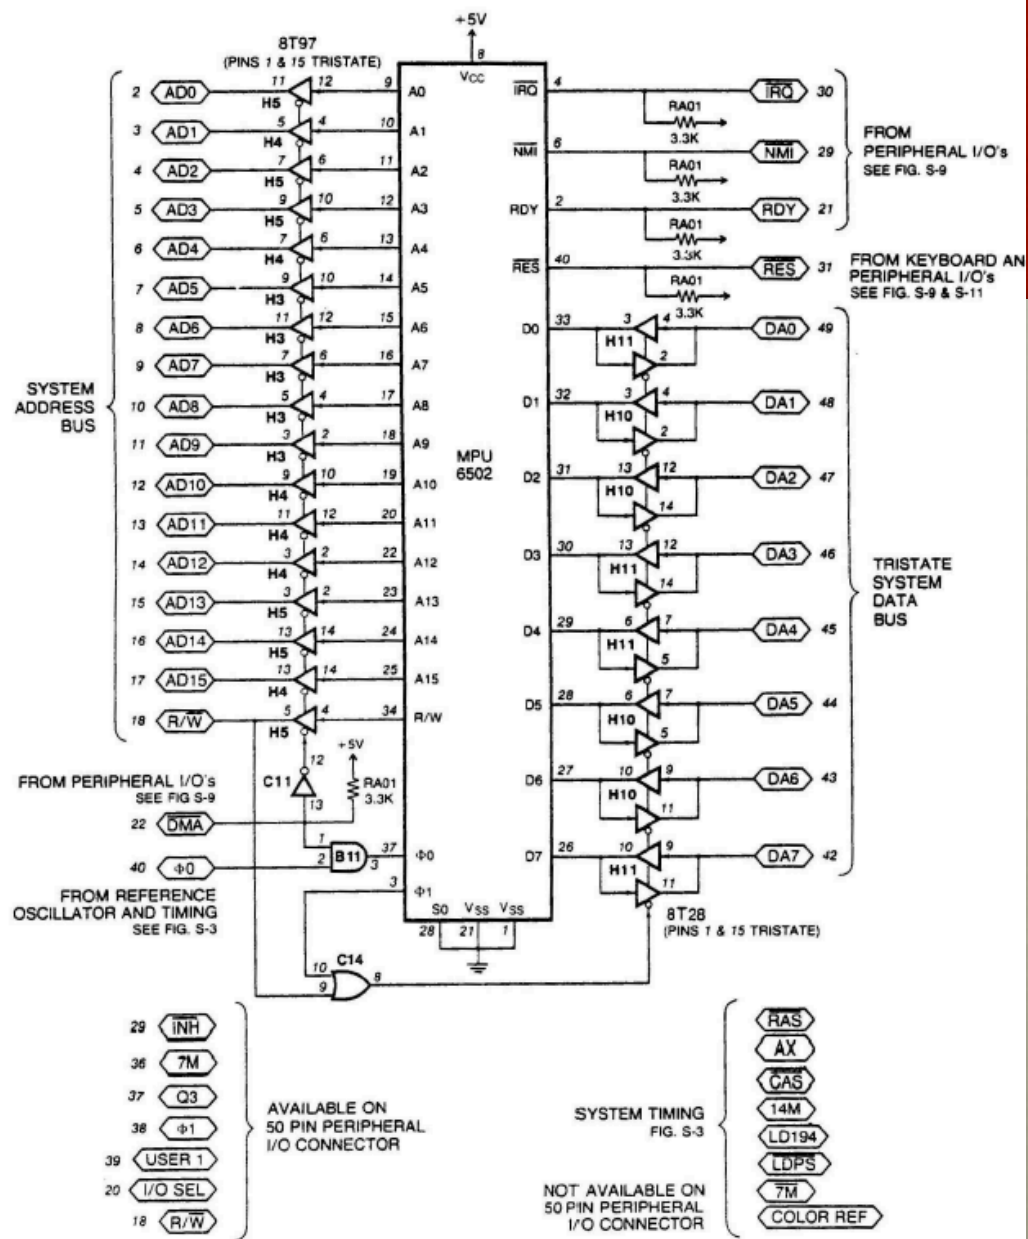 +5V
8T97
(PINS 1 & 15 TRISTATE)
8
VCC
2 AD0 11 H5 12 9 A0
3 AD1 5 H4 4 10 A1
4 AD2 7 H5 6 11 A2
5 AD3 9 H5 10 12 A3
6 AD4 7 H4 6 13 A4
7 AD5 9 H3 10 14 A5
8 AD6 11 H3 12 15 A6
9 AD7 7 H3 6 16 A7
10 AD8 5 H3 4 17 A8
11 AD9 3 H3 2 18 A9
12 AD10 9 H4 10 19 A10
13 AD11 11 H4 12 20 A11
14 AD12 3 H4 2 22 A12
15 AD13 3 H5 2 23 A13
16 AD14 13 H5 14 24 A14
17 AD15 13 H4 14 25 A15
18 R/W̅ 5 H5 4 34 R/W
SYSTEM
ADDRESS
BUS
MPU
6502
I̅R̅Q̅ 4 I̅R̅Q̅ 30
RA01
3.3K
N̅M̅I̅ 6 N̅M̅I̅ 29
RA01
3.3K
RDY 2 RDY 21
RA01
3.3K
R̅E̅S̅ 40 R̅E̅S̅ 31
RA01
3.3K
FROM
PERIPHERAL I/O's
SEE FIG. S-9
FROM KEYBOARD AN
PERIPHERAL I/O's
SEE FIG. S-9 & S-11
D0 33 3 H11 4 2 DA0 49
D1 32 3 H10 4 2 DA1 48
D2 31 13 H10 12 14 DA2 47
D3 30 13 H11 12 14 DA3 46
D4 29 6 H11 7 5 DA4 45
D5 28 6 H10 7 5 DA5 44
D6 27 10 H10 9 11 DA6 43
D7 26 10 H11 9 11 DA7 42
TRISTATE
SYSTEM
DATA
BUS
8T28
(PINS 1 & 15 TRISTATE)
12
C11
13
+5V
RA01
3.3K
FROM PERIPHERAL I/O's
SEE FIG S-9
22 D̅M̅A̅
40 Φ0
1
2 B11 3
37 Φ0
3 Φ1
FROM REFERENCE
OSCILLATOR AND TIMING
SEE FIG. S-3
SO VSS VSS
28 21 1
C14
10
9
8
29 I̅N̅H̅
36 7M
37 Q3
38 Φ1
39 USER 1
20 I/O SEL
18 R/W̅
AVAILABLE ON
50 PIN PERIPHERAL
I/O CONNECTOR
SYSTEM TIMING
FIG. S-3
NOT AVAILABLE ON
50 PIN PERIPHERAL
I/O CONNECTOR
R̅A̅S̅
AX
C̅A̅S̅
14M
LD194
L̅D̅P̅S̅
7̅M̅
COLOR REF